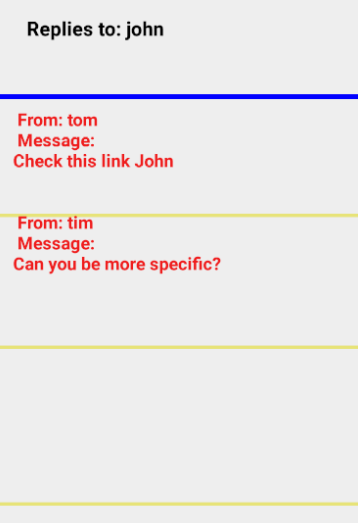 Replies to: john
From: tom
Message:
Check this link John
From: tim
Message:
Can you be more specific?